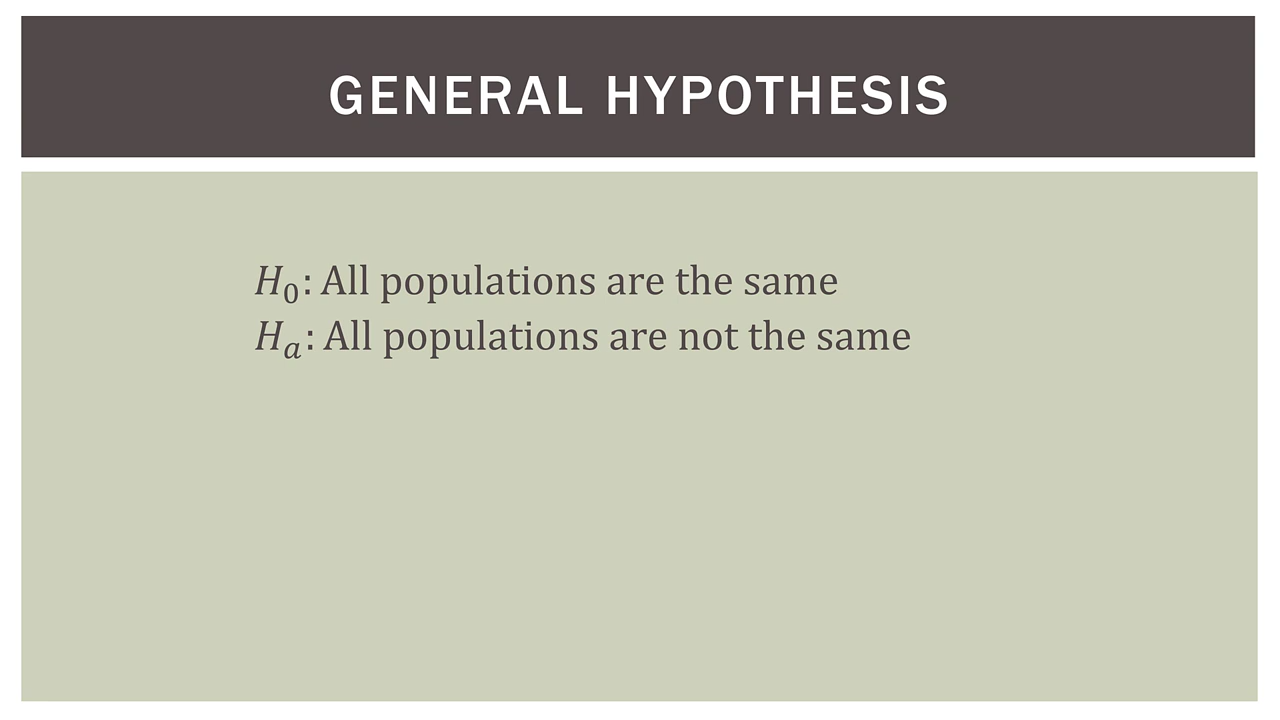 GENERAL HYPOTHESIS
H₀: All populations are the same
Hₐ: All populations are not the same